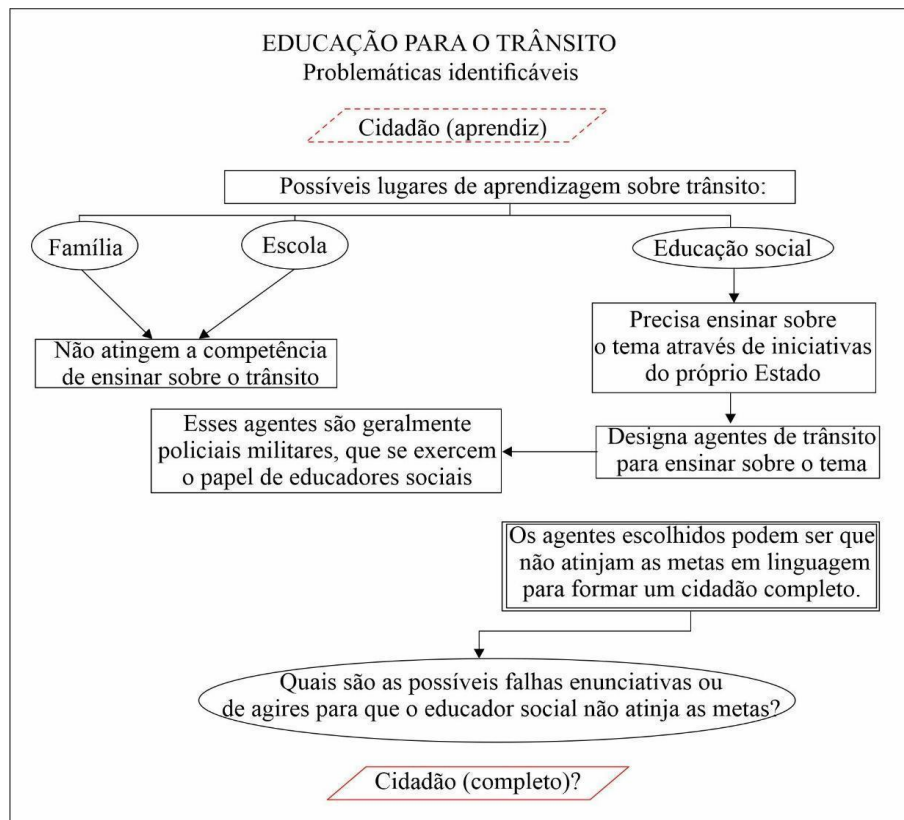 EDUCAÇÃO PARA O TRÂNSITO
Problemáticas identificáveis
Cidadão (aprendiz)
Possíveis lugares de aprendizagem sobre trânsito:
Família
Escola
Educação social
Não atingem a competência
de ensinar sobre o trânsito
Precisa ensinar sobre
o tema através de iniciativas
do próprio Estado
Esses agentes são geralmente
policiais militares, que se exercem
o papel de educadores sociais
Designa agentes de trânsito
para ensinar sobre o tema
Os agentes escolhidos podem ser que
não atinjam as metas em linguagem
para formar um cidadão completo.
Quais são as possíveis falhas enunciativas ou
de agires para que o educador social não atinja as metas?
Cidadão (completo)?